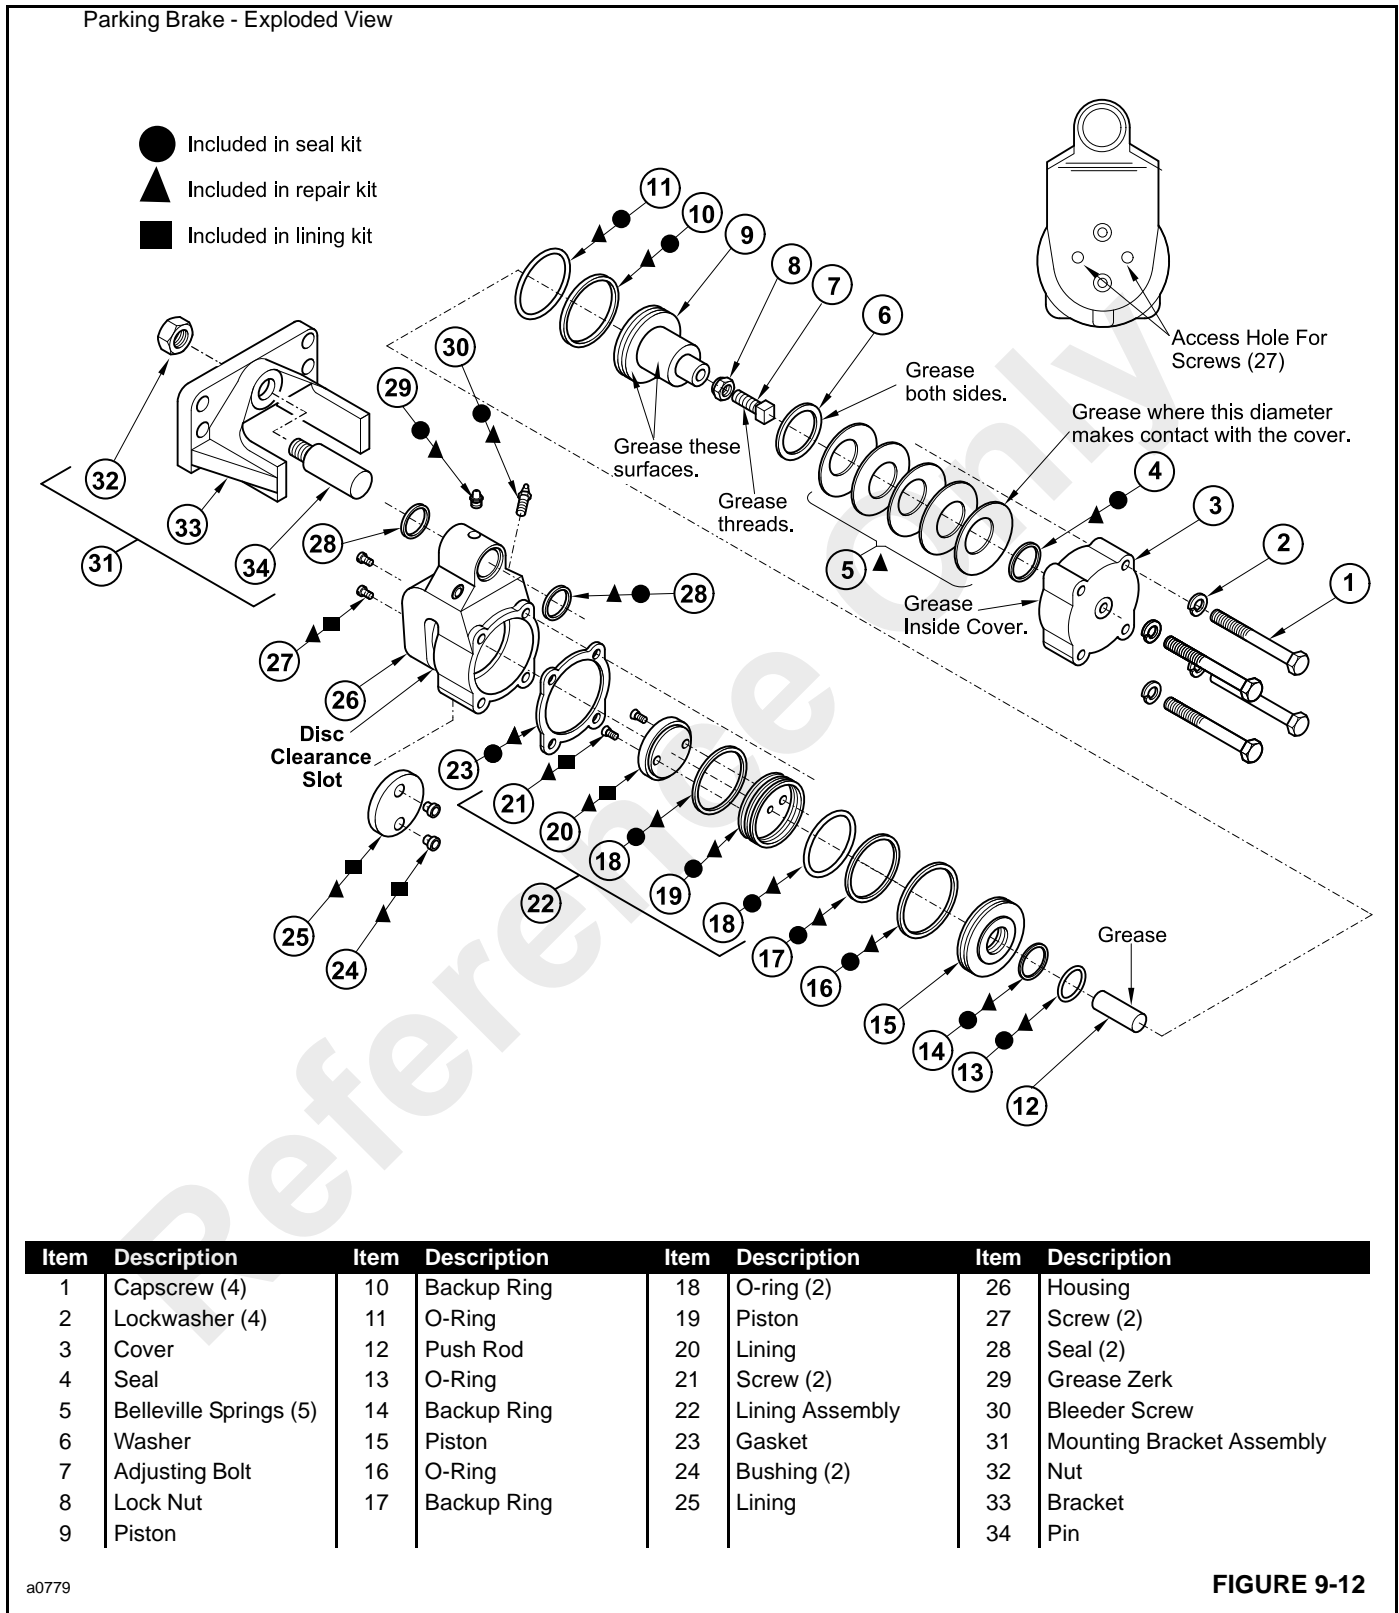 Parking Brake - Exploded View
Included in seal kit
Included in repair kit
Included in lining kit
11
10
9
8
7
6
30
29
Access Hole For
Screws (27)
Grease
both sides.
Grease where this diameter
makes contact with the cover.
Grease these
surfaces.
Grease
threads.
4
3
2
1
5
Grease
Inside Cover.
32
33
31
34
28
28
27
26
Disc
Clearance
Slot
23
21
20
18
22
19
18
17
16
15
14
13
12
Grease
25
24
Reference Only
Item Description Item Description Item Description Item Description
1 Capscrew (4) 10 Backup Ring 18 O-ring (2) 26 Housing
2 Lockwasher (4) 11 O-Ring 19 Piston 27 Screw (2)
3 Cover 12 Push Rod 20 Lining 28 Seal (2)
4 Seal 13 O-Ring 21 Screw (2) 29 Grease Zerk
5 Belleville Springs (5) 14 Backup Ring 22 Lining Assembly 30 Bleeder Screw
6 Washer 15 Piston 23 Gasket 31 Mounting Bracket Assembly
7 Adjusting Bolt 16 O-Ring 24 Bushing (2) 32 Nut
8 Lock Nut 17 Backup Ring 25 Lining 33 Bracket
9 Piston 34 Pin
a0779
FIGURE 9-12